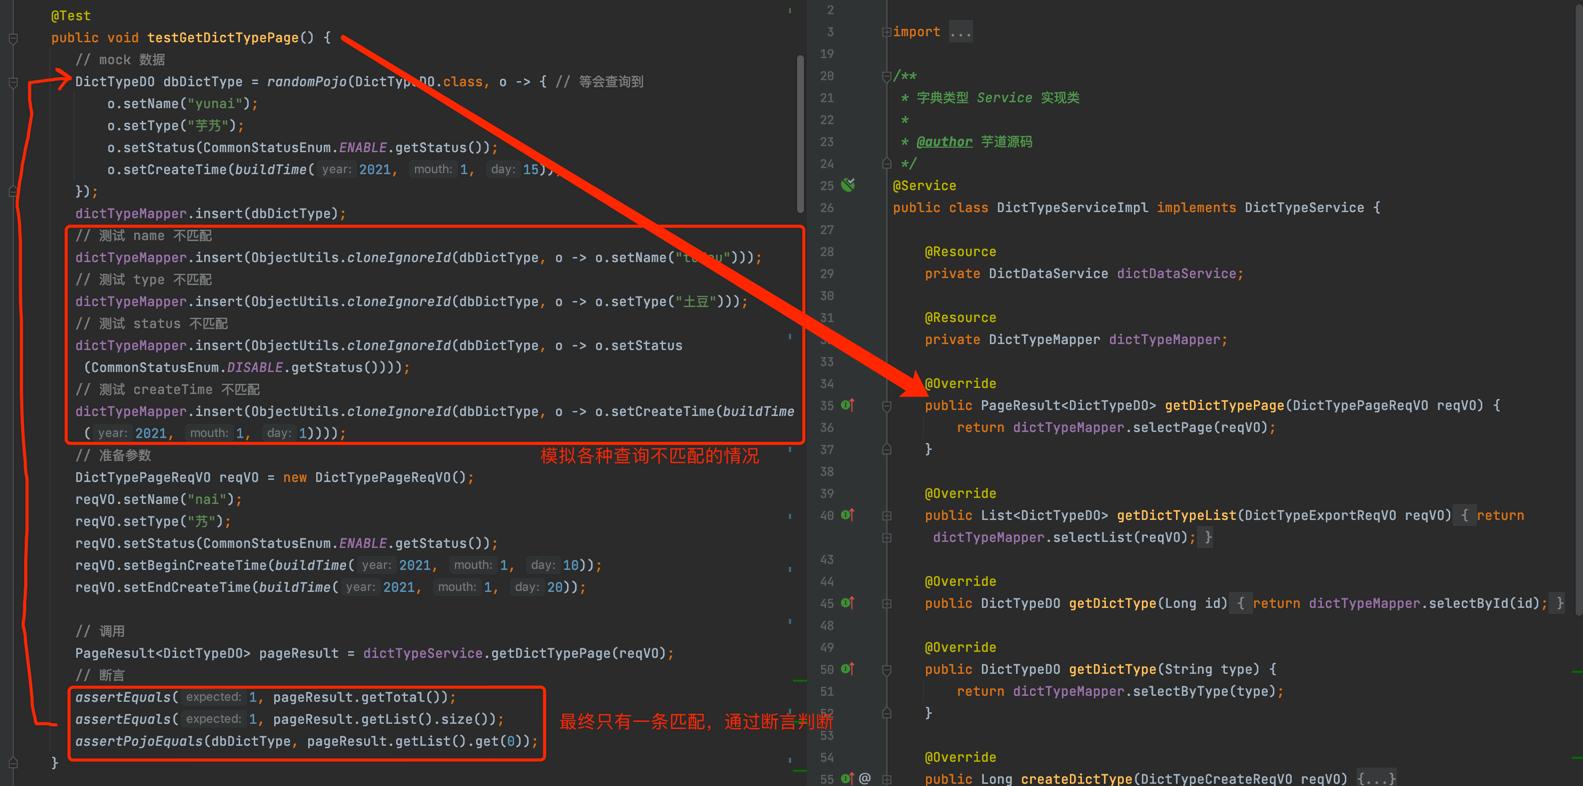 @Test
public void testGetDictTypePage() {
// mock 数据
DictTypeDO dbDictType = randomPojo(DictTypeDO.class, o -> { // 等会查询到
o.setName("yunai");
o.setType("芋艿");
o.setStatus(CommonStatusEnum.ENABLE.getStatus());
o.setCreateTime(buildTime( year: 2021, mouth: 1, day: 15));
});
dictTypeMapper.insert(dbDictType);
// 测试 name 不匹配
dictTypeMapper.insert(ObjectUtils.cloneIgnoreId(dbDictType, o -> o.setName("tudou")));
// 测试 type 不匹配
dictTypeMapper.insert(ObjectUtils.cloneIgnoreId(dbDictType, o -> o.setType("土豆")));
// 测试 status 不匹配
dictTypeMapper.insert(ObjectUtils.cloneIgnoreId(dbDictType, o -> o.setStatus
(CommonStatusEnum.DISABLE.getStatus())));
// 测试 createTime 不匹配
dictTypeMapper.insert(ObjectUtils.cloneIgnoreId(dbDictType, o -> o.setCreateTime(buildTime
( year: 2021, mouth: 1, day: 1))));
模拟各种查询不匹配的情况
// 准备参数
DictTypePageReqVO reqVO = new DictTypePageReqVO();
reqVO.setName("nai");
reqVO.setType("艿");
reqVO.setStatus(CommonStatusEnum.ENABLE.getStatus());
reqVO.setBeginCreateTime(buildTime( year: 2021, mouth: 1, day: 10));
reqVO.setEndCreateTime(buildTime( year: 2021, mouth: 1, day: 20));
// 调用
PageResult<DictTypeDO> pageResult = dictTypeService.getDictTypePage(reqVO);
// 断言
assertEquals( expected: 1, pageResult.getTotal());
assertEquals( expected: 1, pageResult.getList().size());
assertPojoEquals(dbDictType, pageResult.getList().get(0));
最终只有一条匹配，通过断言判断
}
2
3 import ...
19
20 /**
21 * 字典类型 Service 实现类
22 *
23 * @author 芋道源码
24 */
25 @Service
26 public class DictTypeServiceImpl implements DictTypeService {
27
28 @Resource
29 private DictDataService dictDataService;
30
31 @Resource
private DictTypeMapper dictTypeMapper;
33
34 @Override
35 public PageResult<DictTypeDO> getDictTypePage(DictTypePageReqVO reqVO) {
36 return dictTypeMapper.selectPage(reqVO);
37 }
38
39 @Override
40 public List<DictTypeDO> getDictTypeList(DictTypeExportReqVO reqVO) { return
dictTypeMapper.selectList(reqVO); }
43
44 @Override
45 public DictTypeDO getDictType(Long id) { return dictTypeMapper.selectById(id); }
48
49 @Override
50 public DictTypeDO getDictType(String type) {
51 return dictTypeMapper.selectByType(type);
52 }
53
54 @Override
55 @ public Long createDictType(DictTypeCreateReqVO reqVO) {...}